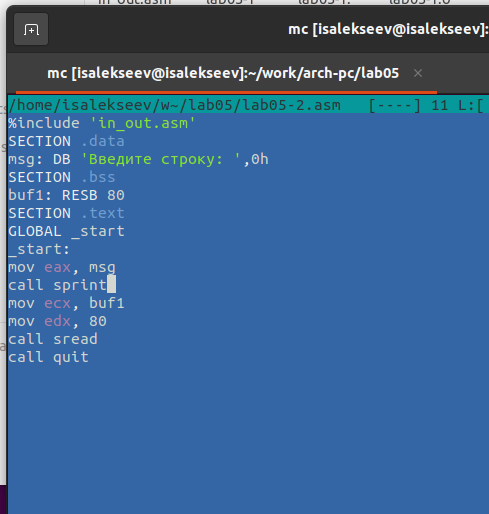 in_out.asm lab05-1 lab05-1. lab05-1.o
mc [isalekseev@isalekseev]:
mc [isalekseev@isalekseev]:~/work/arch-pc/lab05 ×
/home/isalekseev/w~/lab05/lab05-2.asm [----] 11 L:[
%include 'in_out.asm'
SECTION .data
msg: DB 'Введите строку: ',0h
SECTION .bss
buf1: RESB 80
SECTION .text
GLOBAL _start
_start:
mov eax, msg
call sprint
mov ecx, buf1
mov edx, 80
call sread
call quit